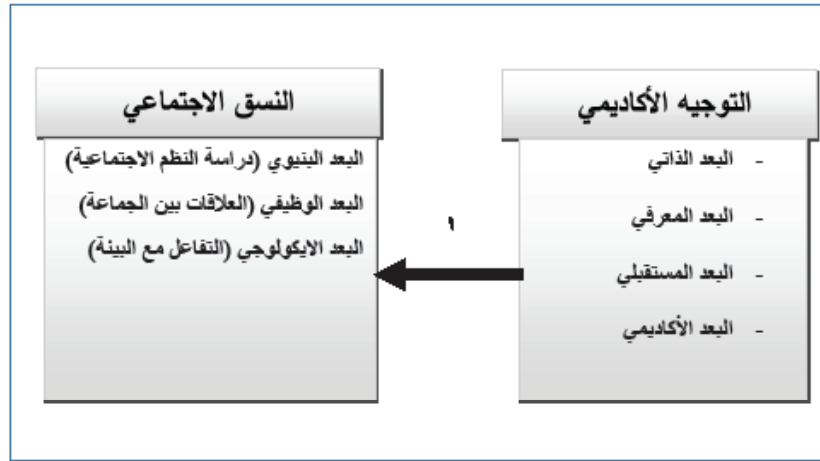 التوجيه الأكاديمي
- البعد الذاتي
- البعد المعرفي
- البعد المستقبلي
- البعد الأكاديمي
١
النسق الاجتماعي
البعد البنيوي (دراسة النظم الاجتماعية)
البعد الوظيفي (العلاقات بين الجماعة)
البعد الايكولوجي (التفاعل مع البيئة)